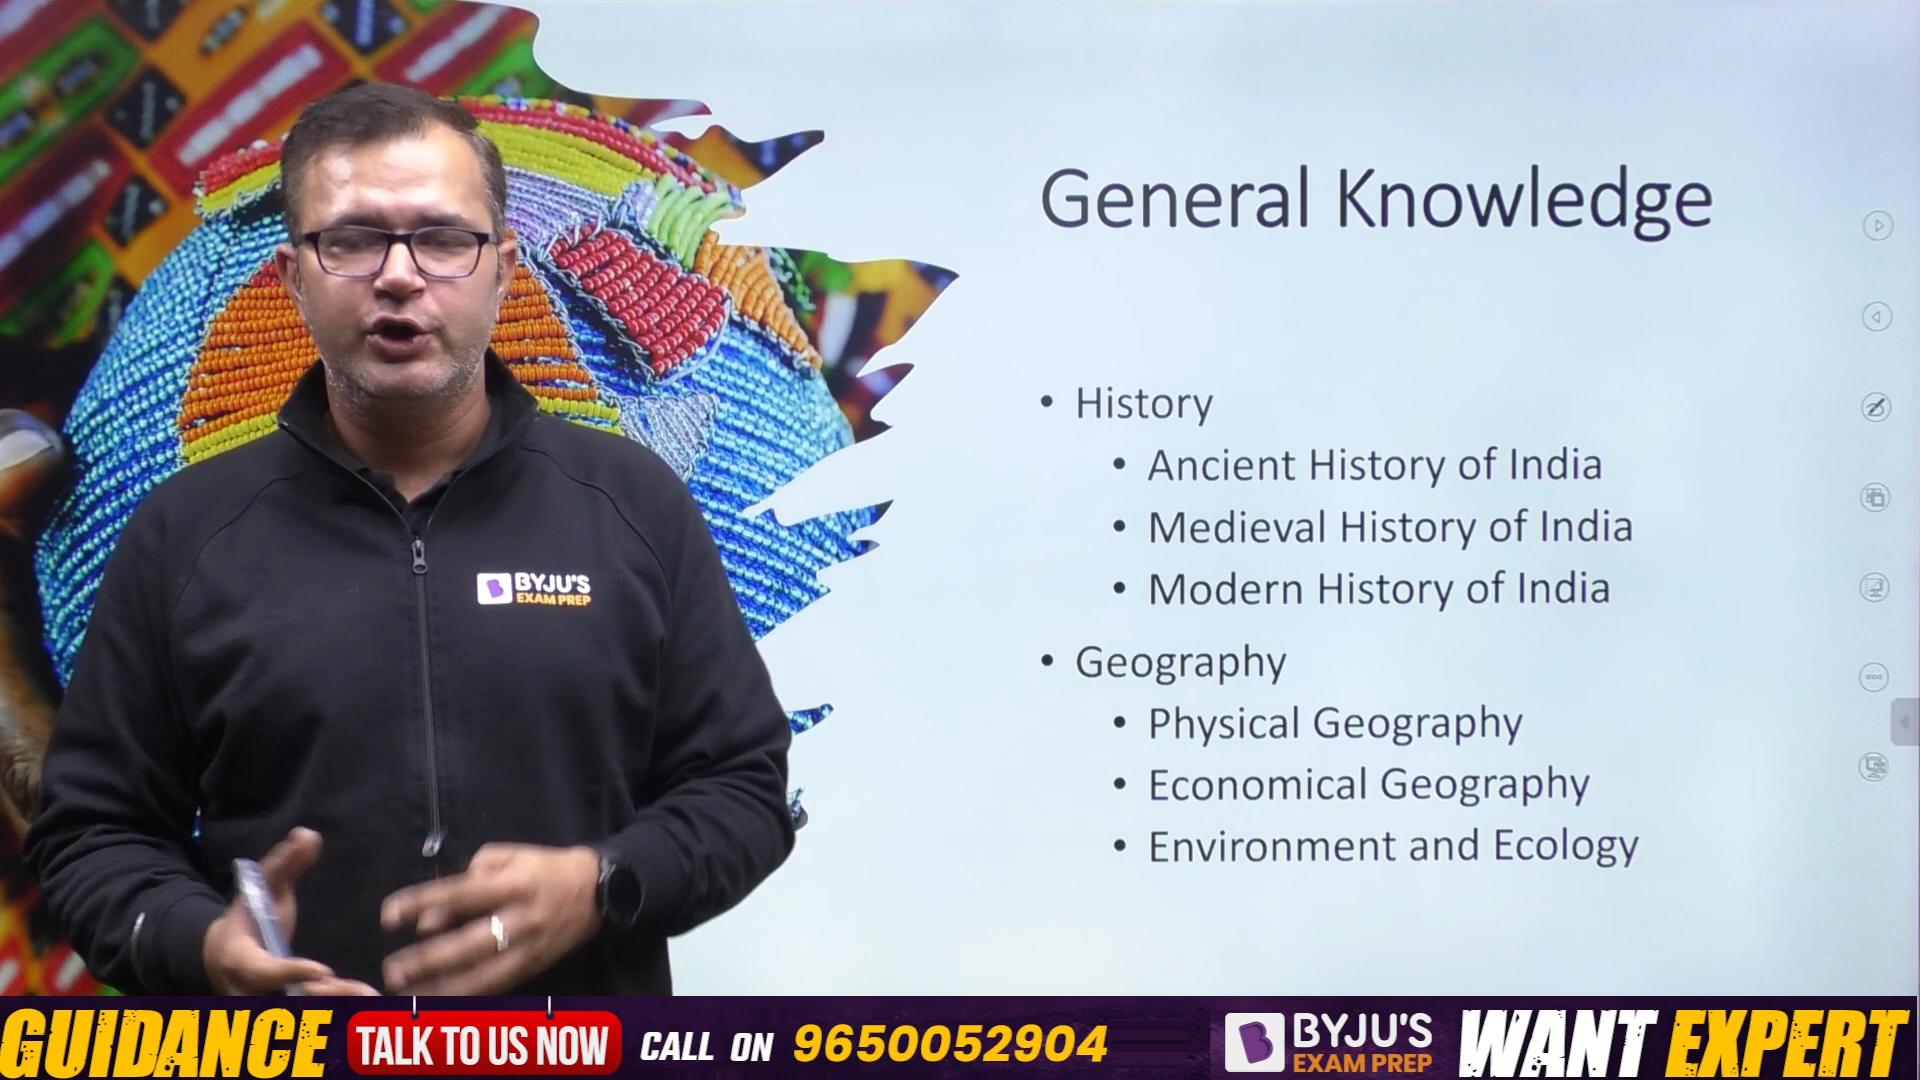 General Knowledge
• History
• Ancient History of India
• Medieval History of India
• Modern History of India
• Geography
• Physical Geography
• Economical Geography
• Environment and Ecology
BYJU'S
EXAM PREP
GUIDANCE
TALK TO US NOW
CALL ON 9650052904
BYJU'S
EXAM PREP
WANT EXPERT